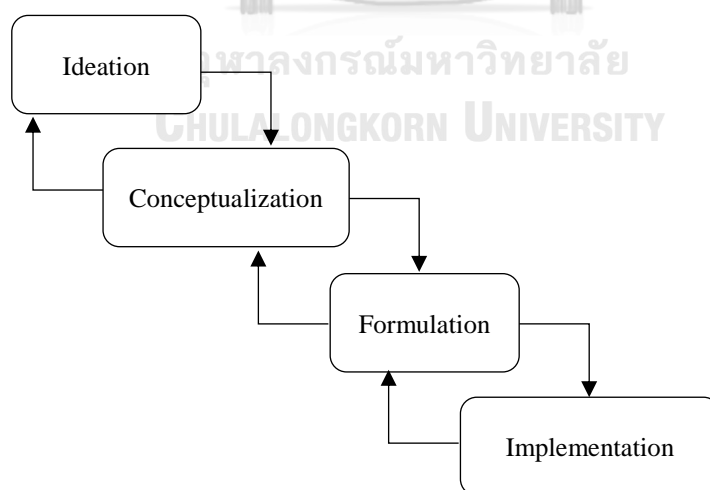 Ideation
จุฬาลงกรณ์มหาวิทยาลัย
CHULALONGKORN UNIVERSITY
Conceptualization
Formulation
Implementation